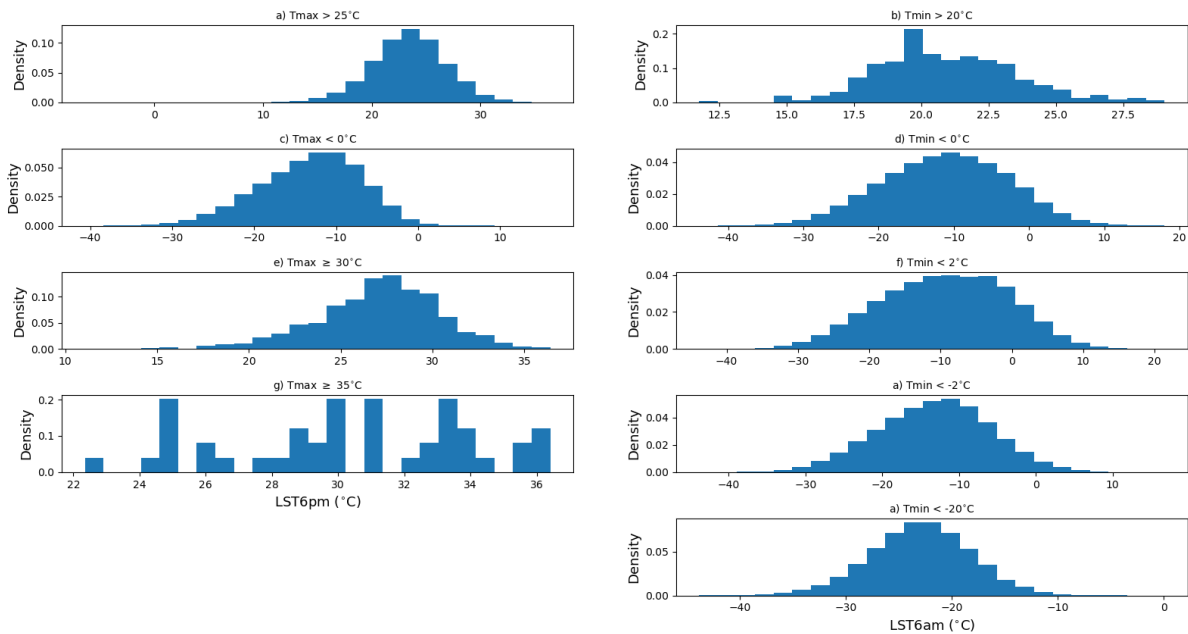 a) Tmax > 25°C
Density
0.10
0.05
0.00
0 10 20 30
b) Tmin > 20°C
Density
0.2
0.1
0.0
12.5 15.0 17.5 20.0 22.5 25.0 27.5
c) Tmax < 0°C
Density
0.050
0.025
0.000
−40 −30 −20 −10 0 10
d) Tmin < 0°C
Density
0.04
0.02
0.00
−40 −30 −20 −10 0 10 20
e) Tmax ≥ 30°C
Density
0.10
0.05
0.00
10 15 20 25 30 35
f) Tmin < 2°C
Density
0.04
0.02
0.00
−40 −30 −20 −10 0 10 20
g) Tmax ≥ 35°C
Density
0.2
0.1
0.0
22 24 26 28 30 32 34 36
LST6pm (°C)
a) Tmin < -2°C
Density
0.04
0.02
0.00
−40 −30 −20 −10 0 10
a) Tmin < -20°C
Density
0.05
0.00
−40 −30 −20 −10 0
LST6am (°C)